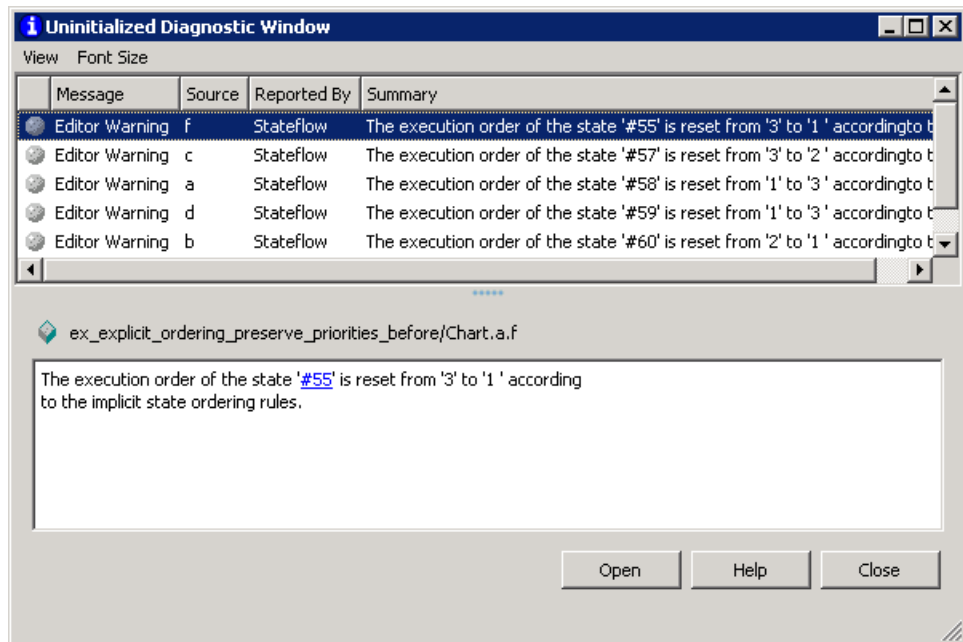 Uninitialized Diagnostic Window
View Font Size
Message Source Reported By Summary
Editor Warning f Stateflow The execution order of the state '#55' is reset from '3' to '1 ' accordingto t
Editor Warning c Stateflow The execution order of the state '#57' is reset from '3' to '2 ' accordingto t
Editor Warning a Stateflow The execution order of the state '#58' is reset from '1' to '3 ' accordingto t
Editor Warning d Stateflow The execution order of the state '#59' is reset from '1' to '3 ' accordingto t
Editor Warning b Stateflow The execution order of the state '#60' is reset from '2' to '1 ' accordingto t
ex_explicit_ordering_preserve_priorities_before/Chart.a.f
The execution order of the state '#55' is reset from '3' to '1 ' according
to the implicit state ordering rules.
Open Help Close